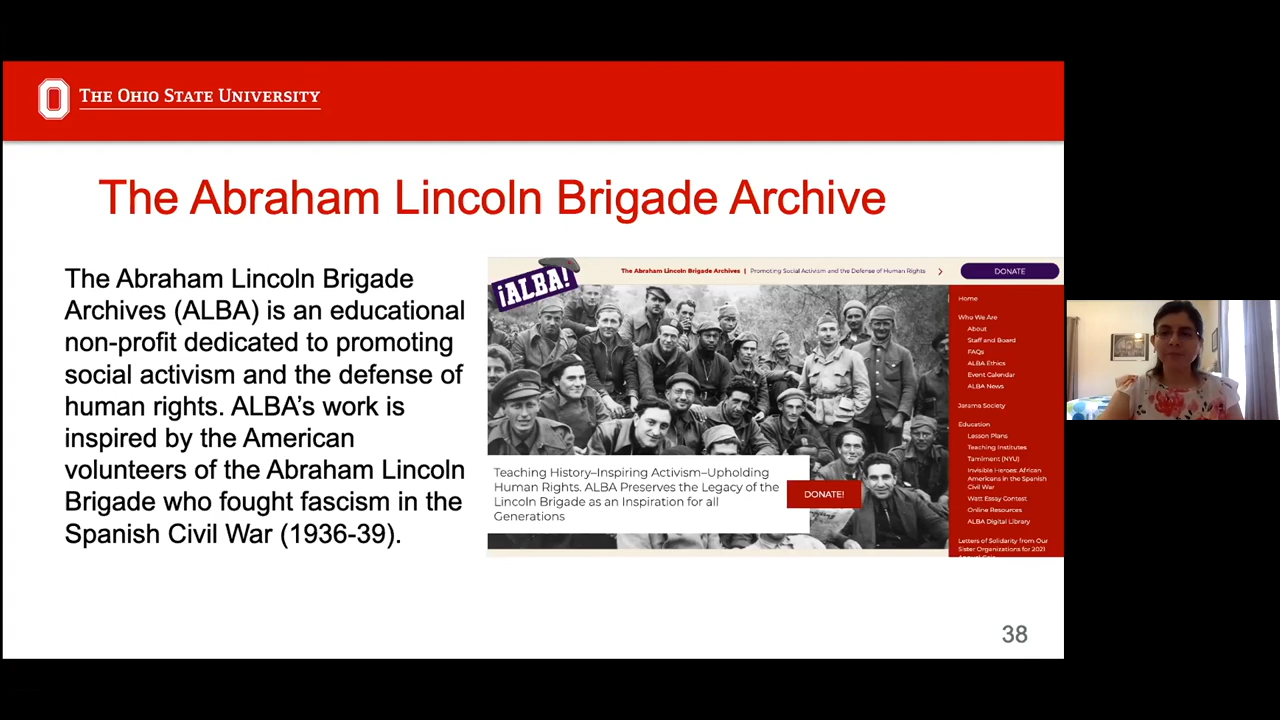 THE OHIO STATE UNIVERSITY
The Abraham Lincoln Brigade Archive
The Abraham Lincoln Brigade
Archives (ALBA) is an educational
non-profit dedicated to promoting
social activism and the defense of
human rights. ALBA's work is
inspired by the American
volunteers of the Abraham Lincoln
Brigade who fought fascism in the
Spanish Civil War (1936-39).
¡ALBA!
The Abraham Lincoln Brigade Archives | Promoting Social Activism and the Defense of Human Rights
DONATE
Teaching History–Inspiring Activism–Upholding
Human Rights. ALBA Preserves the Legacy of the
Lincoln Brigade as an Inspiration for all
Generations
DONATE!
Home
Who We Are
About
Staff and Board
FAQs
ALBA Ethics
Event Calendar
ALBA News
Jarama Society
Education
Lesson Plans
Teaching Institutes
Tamiment (NYU)
Invisible Heroes: African
Americans in the Spanish
Civil War
Watt Essay Contest
Online Resources
ALBA Digital Library
Letters of Solidarity from Our
Sister Organizations for 2021
38